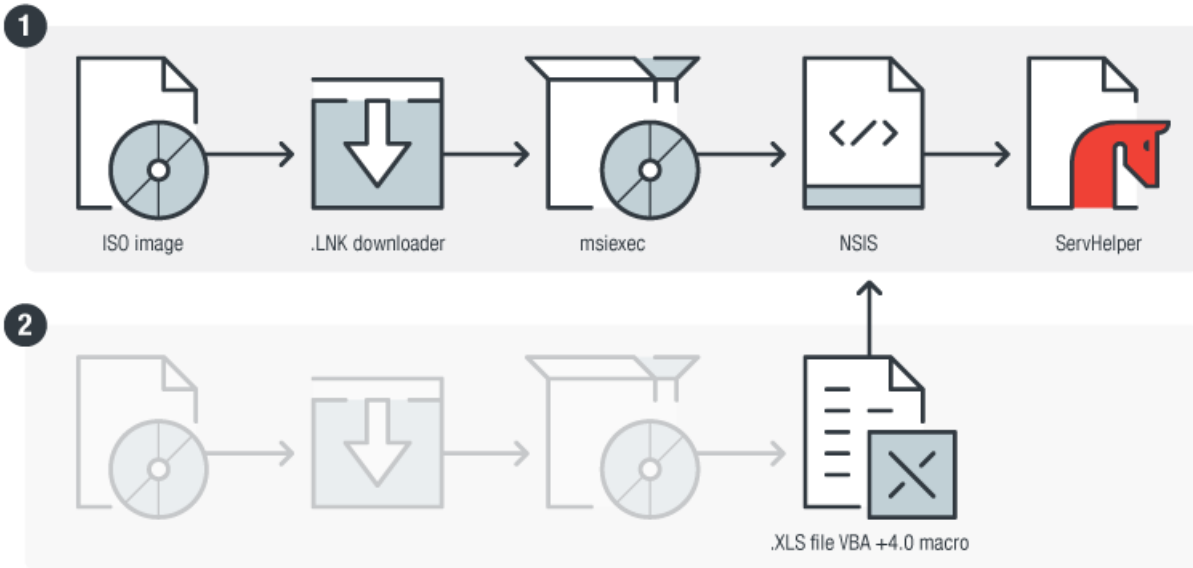 1
ISO image
.LNK downloader
msiexec
NSIS
</>
ServHelper
2
.XLS file VBA +4.0 macro